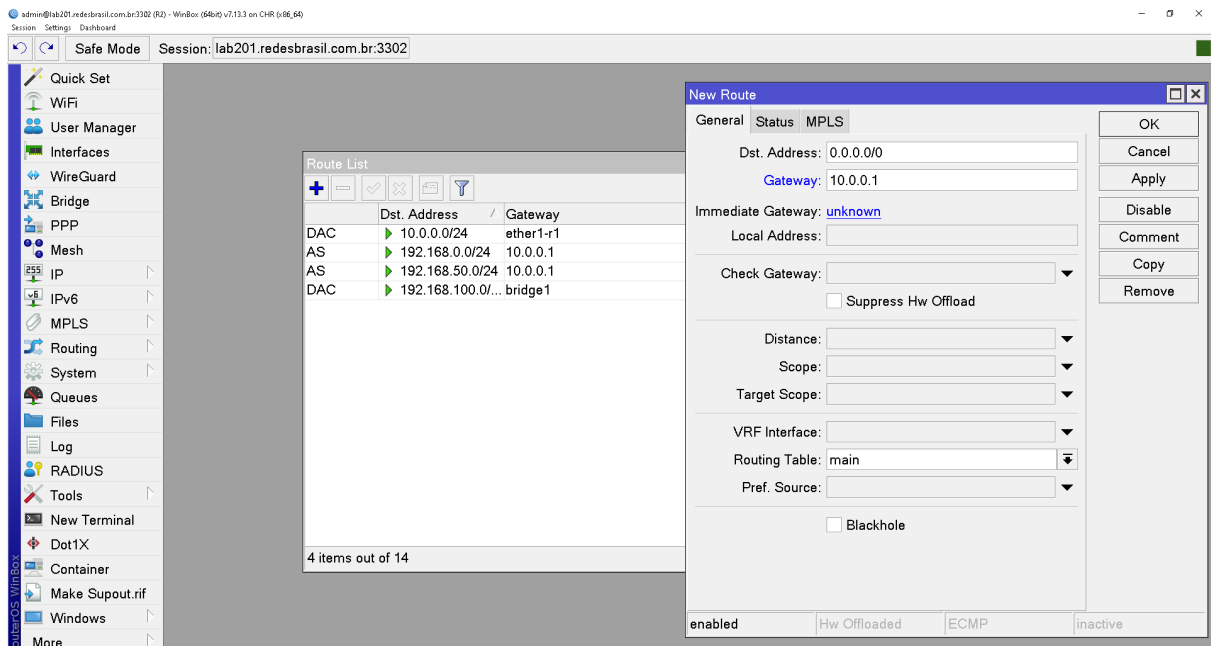 admin@lab201.redesbrasil.com.br:3302 (R2) - WinBox (64bit) v7.13.3 on CHR (x86_64)
Session Settings Dashboard
Safe Mode Session: lab201.redesbrasil.com.br:3302
Quick Set
WiFi
User Manager
Interfaces
WireGuard
Bridge
PPP
Mesh
IP
IPv6
MPLS
Routing
System
Queues
Files
Log
RADIUS
Tools
New Terminal
Dot1X
Container
Make Supout.rif
Windows
More
uterOS WinBox
Route List
Dst. Address Gateway
DAC 10.0.0.0/24 ether1-r1
AS 192.168.0.0/24 10.0.0.1
AS 192.168.50.0/24 10.0.0.1
DAC 192.168.100.0/... bridge1
4 items out of 14
New Route
General Status MPLS
Dst. Address: 0.0.0.0/0
Gateway: 10.0.0.1
Immediate Gateway: unknown
Local Address:
Check Gateway:
Suppress Hw Offload
Distance:
Scope:
Target Scope:
VRF Interface:
Routing Table: main
Pref. Source:
Blackhole
OK
Cancel
Apply
Disable
Comment
Copy
Remove
enabled Hw Offloaded ECMP inactive